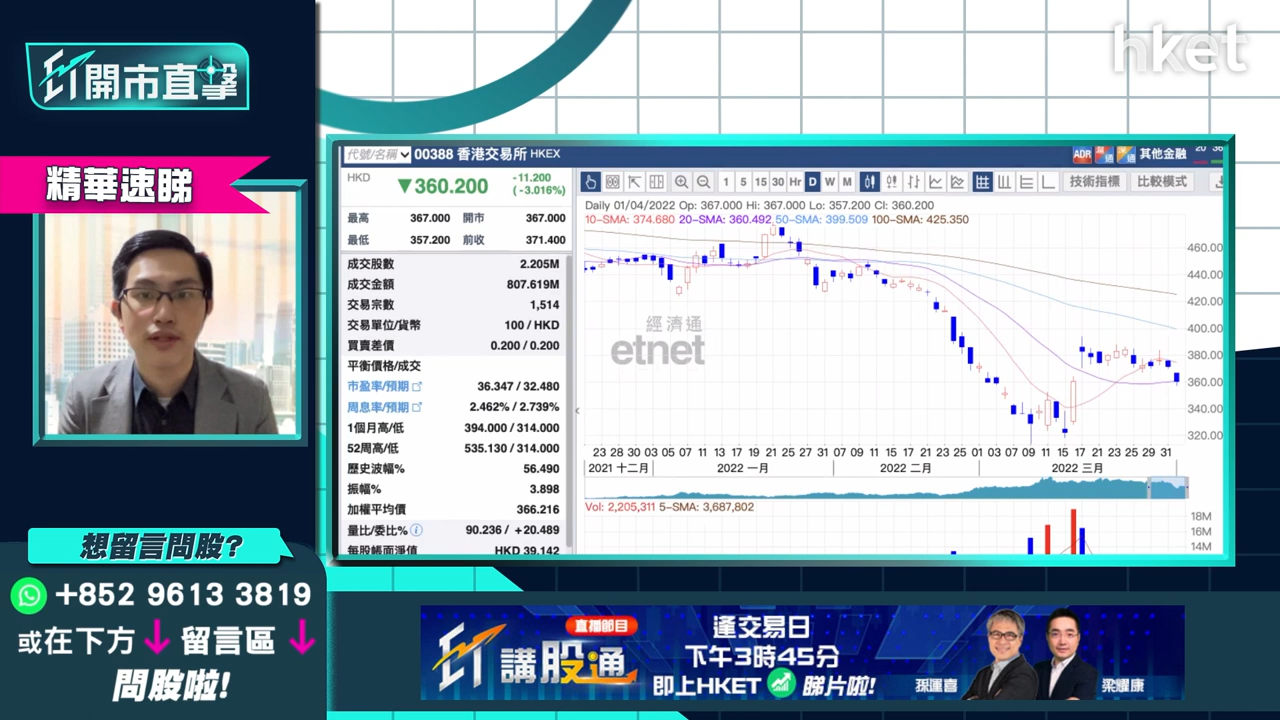 hket
ET開市直擊
精華速睇
代號/名稱 00388 香港交易所 HKEX
ADR
其他金融
HKD
▼360.200
-11.200
(-3.016%)
最高 367.000 開市 367.000
最低 357.200 前收 371.400
成交股數 2.205M
成交金額 807.619M
交易宗數 1,514
交易單位/貨幣 100 / HKD
買賣差價 0.200 / 0.200
平衡價格/成交
市盈率/預期 36.347 / 32.480
周息率/預期 2.462% / 2.739%
1個月高/低 394.000 / 314.000
52周高/低 535.130 / 314.000
歷史波幅% 56.490
振幅% 3.898
加權平均價 366.216
量比/委比% 90.236 / +20.489
每股帳面淨值 HKD 39.142
1 5 15 30 Hr D W M
技術指標 比較模式
Daily 01/04/2022 Op: 367.000 Hi: 367.000 Lo: 357.200 Cl: 360.200
10-SMA: 374.680 20-SMA: 360.492 50-SMA: 399.509 100-SMA: 425.350
460.00
440.00
420.00
400.00
380.00
360.00
340.00
320.00
經濟通
etnet
23 28 30 03 05 07 11 13 17 19 21 25 27 31 07 09 11 15 17 21 23 25 01 03 07 09 11 15 17 21 23 25 29 31
2021 十二月 2022 一月 2022 二月 2022 三月
Vol: 2,205,311 5-SMA: 3,687,802
18M
16M
14M
想留言問股?
+852 9613 3819
或在下方↓留言區↓
問股啦!
ET講股通
直播節目
逢交易日
下午3時45分
即上HKET 睇片啦!
孫運喜
梁耀康